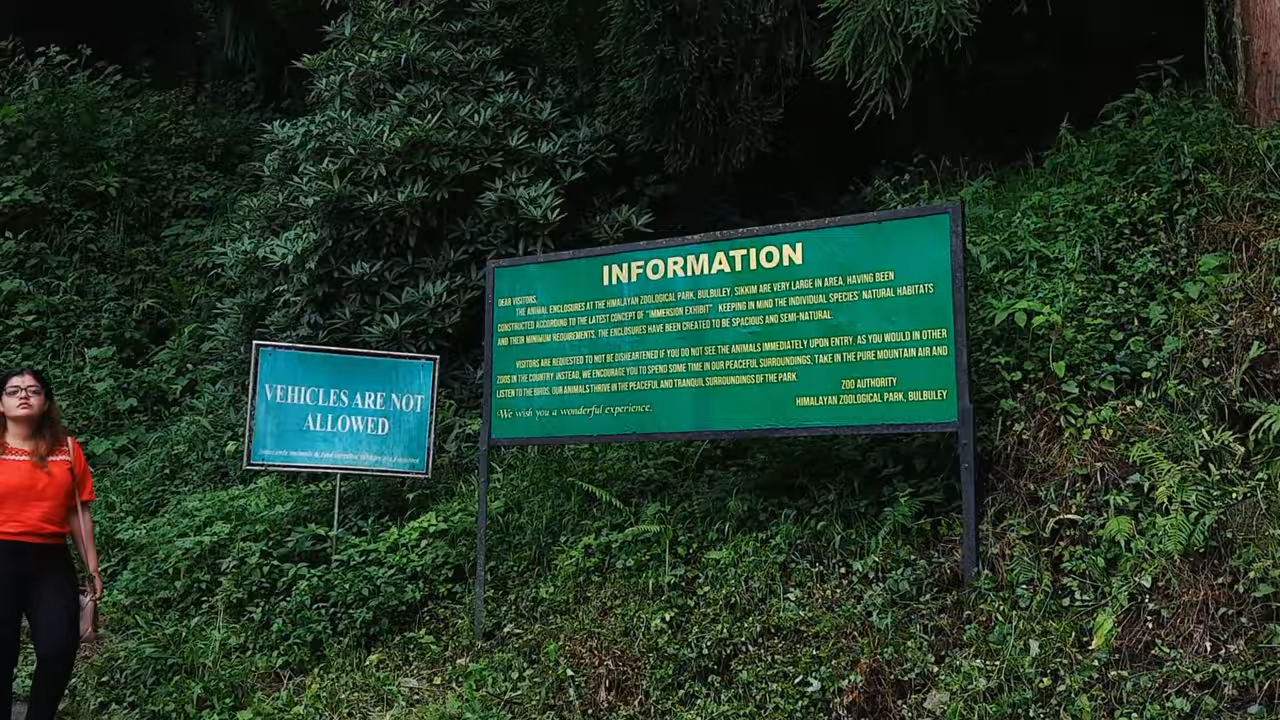 INFORMATION
DEAR VISITORS,
THE ANIMAL ENCLOSURES AT THE HIMALAYAN ZOOLOGICAL PARK, BULBULEY, SIKKIM ARE VERY LARGE IN AREA, HAVING BEEN
CONSTRUCTED ACCORDING TO THE LATEST CONCEPT OF "IMMERSION EXHIBIT" KEEPING IN MIND THE INDIVIDUAL SPECIES' NATURAL HABITATS
AND THEIR MINIMUM REQUIREMENTS, THE ENCLOSURES HAVE BEEN CREATED TO BE SPACIOUS AND SEMI-NATURAL.
VISITORS ARE REQUESTED TO NOT BE DISHEARTENED IF YOU DO NOT SEE THE ANIMALS IMMEDIATELY UPON ENTRY, AS YOU WOULD IN OTHER
ZOOS IN THE COUNTRY. INSTEAD, WE ENCOURAGE YOU TO SPEND SOME TIME IN OUR PEACEFUL SURROUNDINGS, TAKE IN THE PURE MOUNTAIN AIR AND
LISTEN TO THE BIRDS. OUR ANIMALS THRIVE IN THE PEACEFUL AND TRANQUIL SURROUNDINGS OF THE PARK.
ZOO AUTHORITY
HIMALAYAN ZOOLOGICAL PARK, BULBULEY
We wish you a wonderful experience.
VEHICLES ARE NOT
ALLOWED